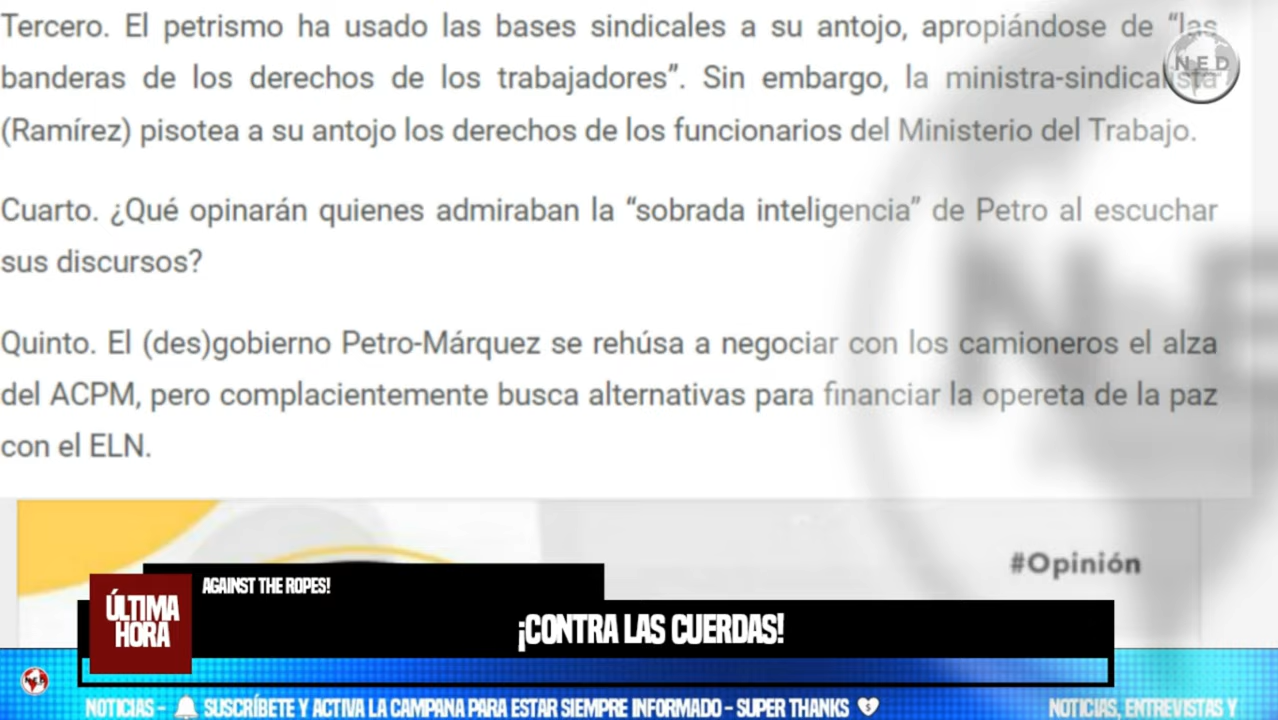 Tercero. El petrismo ha usado las bases sindicales a su antojo, apropiándose de “las
banderas de los derechos de los trabajadores”. Sin embargo, la ministra-sindicalista
(Ramírez) pisotea a su antojo los derechos de los funcionarios del Ministerio del Trabajo.
NED
Cuarto. ¿Qué opinarán quienes admiraban la “sobrada inteligencia” de Petro al escuchar
sus discursos?
Quinto. El (des)gobierno Petro-Márquez se rehúsa a negociar con los camioneros el alza
del ACPM, pero complacientemente busca alternativas para financiar la opereta de la paz
con el ELN.
NE
#Opinión
AGAINST THE ROPES!
ÚLTIMA
HORA
¡CONTRA LAS CUERDAS!
NED
NOTICIAS - SUSCRÍBETE Y ACTIVA LA CAMPANA PARA ESTAR SIEMPRE INFORMADO - SUPER THANKS NOTICIAS, ENTREVISTAS Y